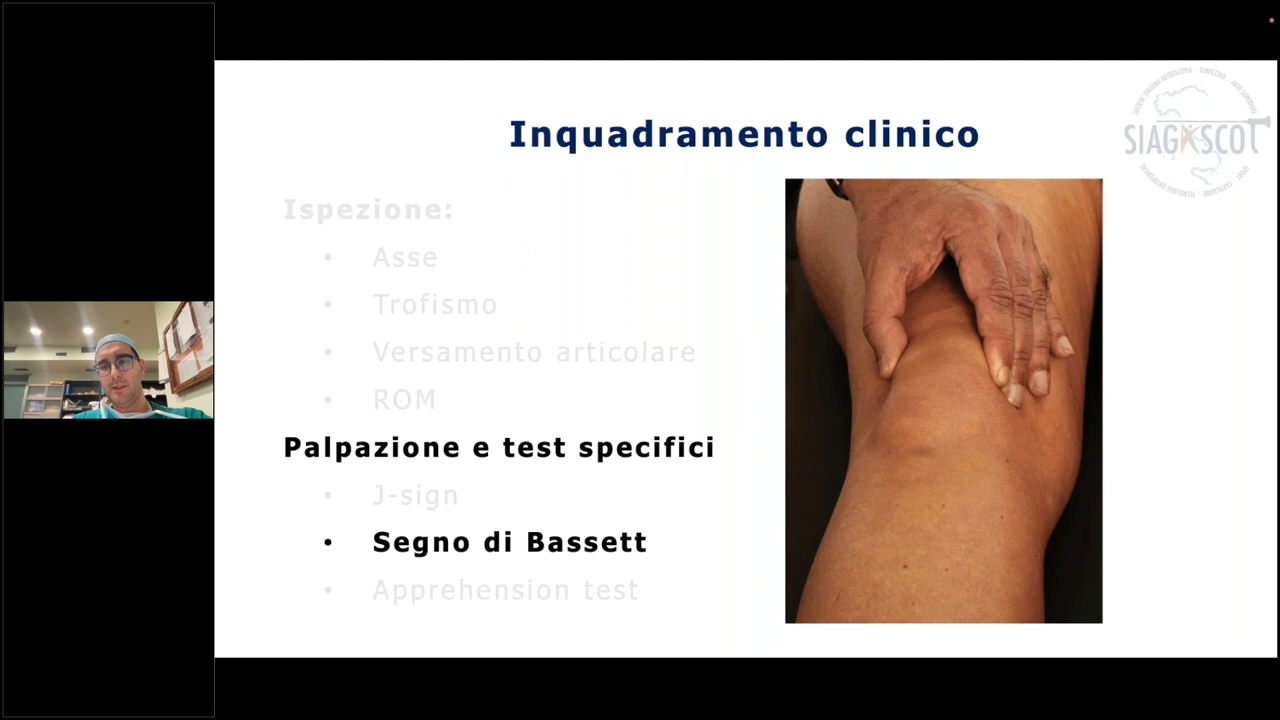 Inquadramento clinico
SIAGASCOT
Ispezione:
• Asse
• Trofismo
• Versamento articolare
• ROM
Palpazione e test specifici
• J-sign
• Segno di Bassett
• Apprehension test